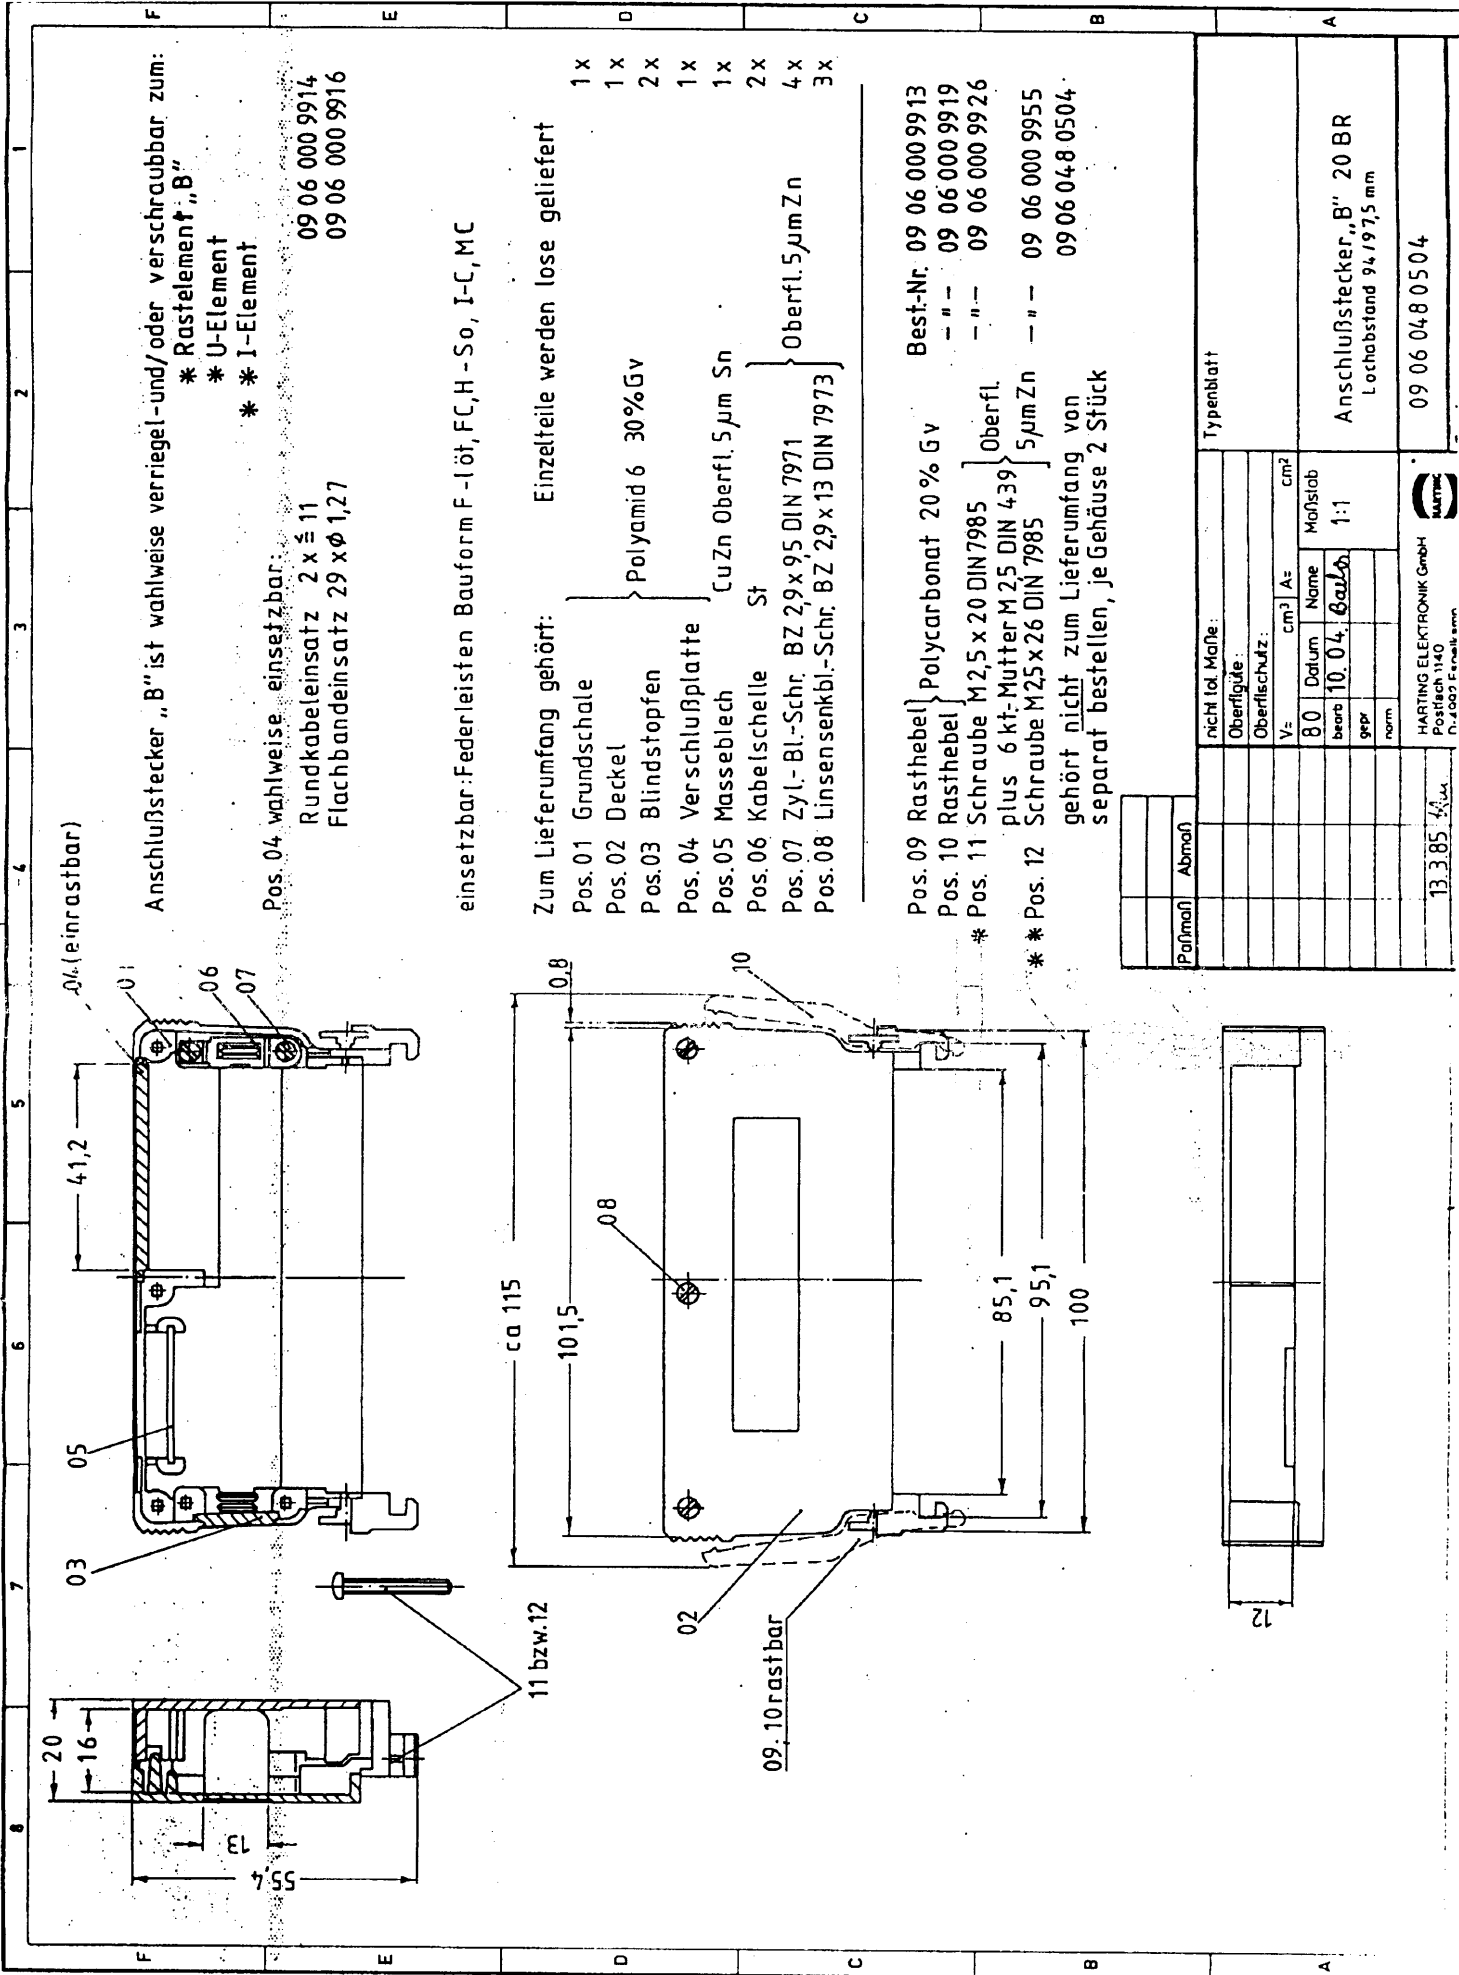 8 7 6 5 4 3 2 1
F
E
D
C
B
A
F
E
D
C
B
A
20
16
13
55,4
11 bzw.12
03
05
41,2
04 (einrastbar)
06
07
ca 115
101,5
0,8
08
10
02
09.10 rastbar
85,1
95,1
100
12
Anschlußstecker „B" ist wahlweise verriegel-und/oder verschraubbar zum:
* Rastelement „B"
* U-Element
* * I-Element
Pos. 04 wahlweise einsetzbar:
Rundkabeleinsatz 2 x ≙ 11 09 06 000 9914
Flachbandeinsatz 29 x ϕ 1,27 09 06 000 9916
einsetzbar: Federleisten Bauform F-löt, FC, H-So, I-C, MC
Zum Lieferumfang gehört: Einzelteile werden lose geliefert
Pos. 01 Grundschale 1x
Pos. 02 Deckel 1x
Pos. 03 Blindstopfen Polyamid 6 30% Gv 2x
Pos. 04 Verschlußplatte 1x
Pos. 05 Masseblech CuZn Oberfl. 5 µm Sn 1x
Pos. 06 Kabelschelle St 2x
Pos. 07 Zyl.-Bl.-Schr. BZ 2,9 x 9,5 DIN 7971 4x
Oberfl. 5 µm Zn
Pos. 08 Linsensenkbl.-Schr. BZ 2,9 x 13 DIN 7973 3x
Pos. 09 Rasthebel Best.-Nr. 09 06 000 9913
Polycarbonat 20% Gv
Pos. 10 Rasthebel — " — 09 06 000 9919
* Pos. 11 Schraube M 2,5 x 20 DIN 7985 — " — 09 06 000 9926
plus 6 kt-Mutter M 2,5 DIN 439 Oberfl.
* * Pos. 12 Schraube M 2,5 x 26 DIN 7985 5 µm Zn — " — 09 06 000 9955
gehört nicht zum Lieferumfang von 09 06 048 0504
separat bestellen, je Gehäuse 2 Stück
Paßmaß Abmaß
nicht tol. Maße:
Oberflgüte:
Oberflschutz:
V= cm³ A= cm²
80 Datum Name Maßstab
bearb 10.04. 1:1
gepr
norm
Typenblatt
Anschlußstecker „B" 20 BR
Lochabstand 94 / 97,5 mm
HARTING ELEKTRONIK GmbH
Postfach 1140
HARTING
09 06 048 0504
13.3.85